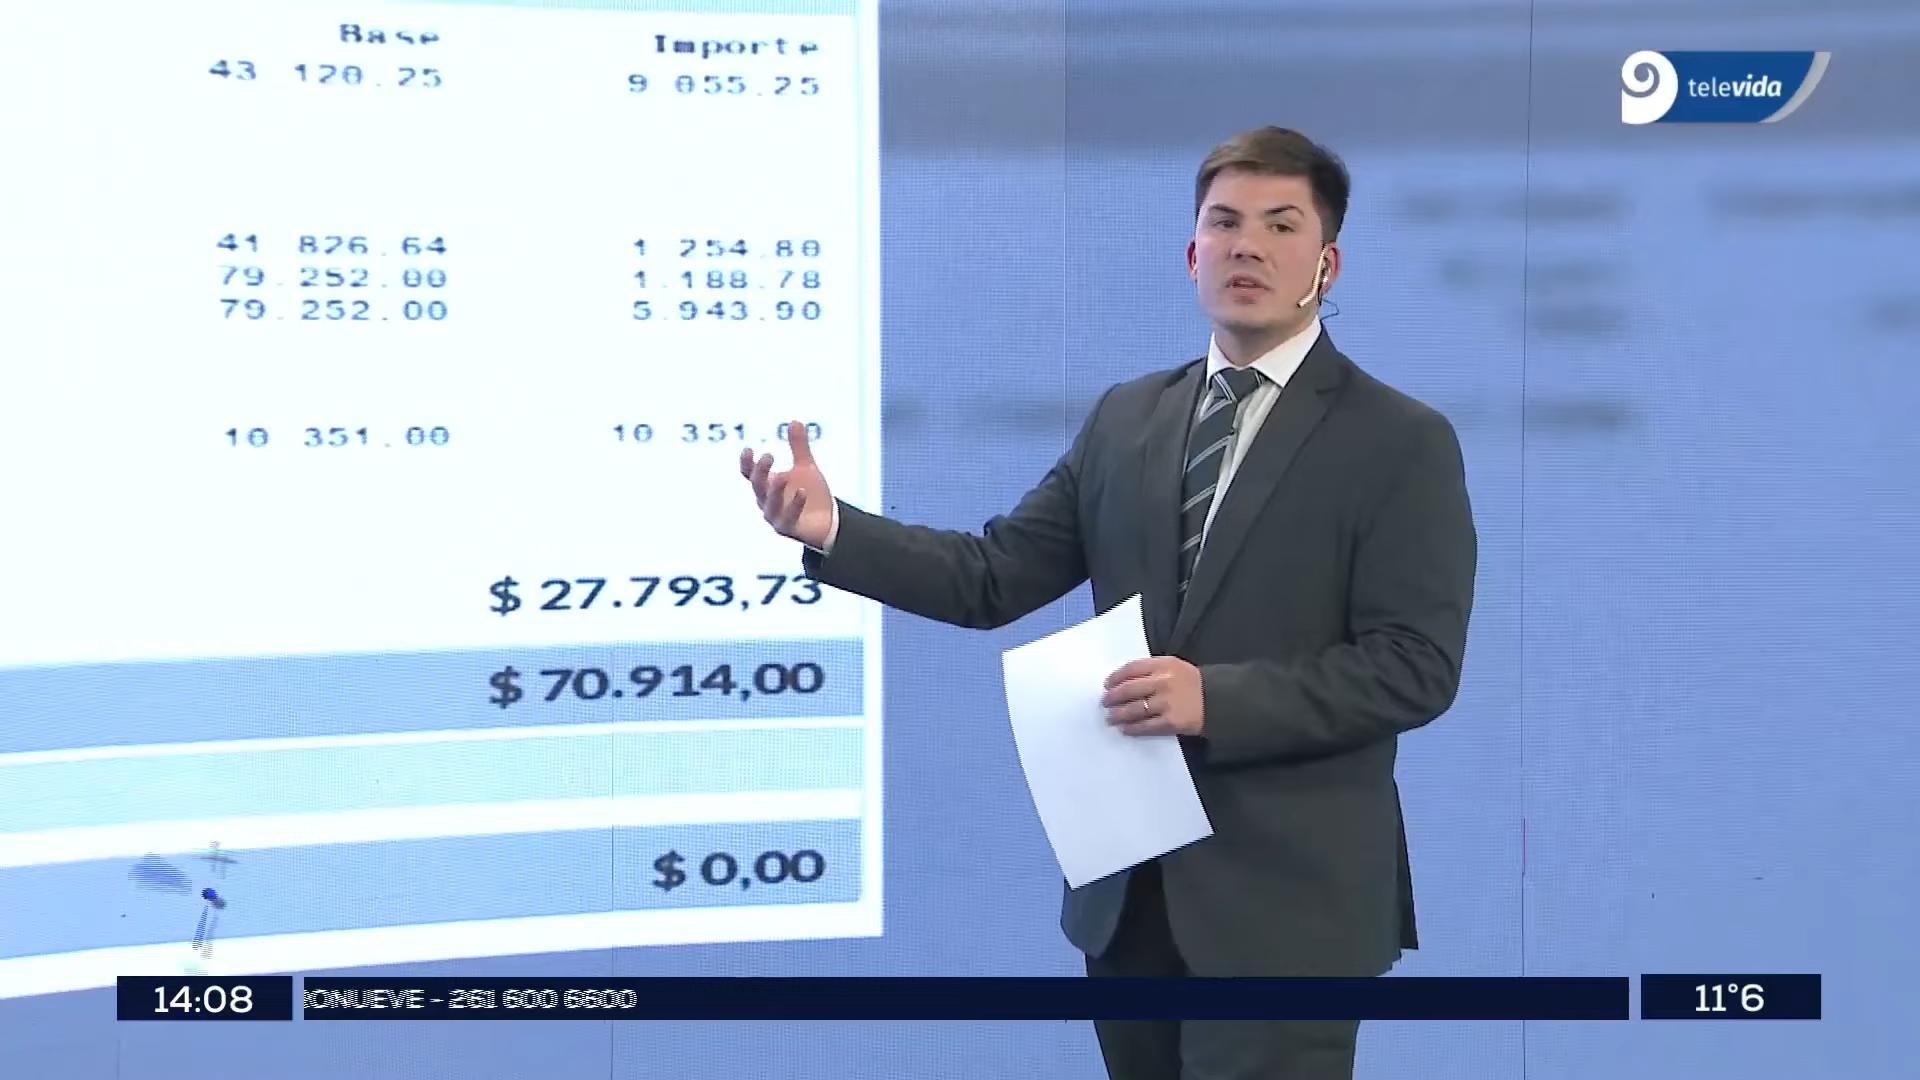 Base Importe
43 120.25 9 055.25
41 826.64 1 254.80
79.252.00 1.188.78
79.252.00 5.943.90
10 351.00 10 351.00
$ 27.793,73
$ 70.914,00
$ 0,00
9 televida
14:08
- 261 600 6600
11°6